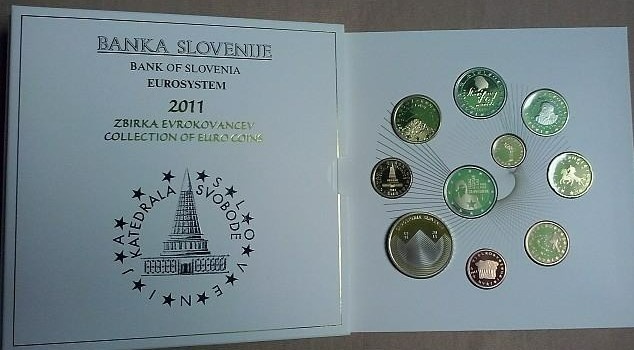 BANKA SLOVENIJE
BANK OF SLOVENIA
EUROSYSTEM
2011
ZBIRKA EVROKOVANCEV
COLLECTION OF EURO COINS
KATEDRALA SVOBODE
SLOVENIJA